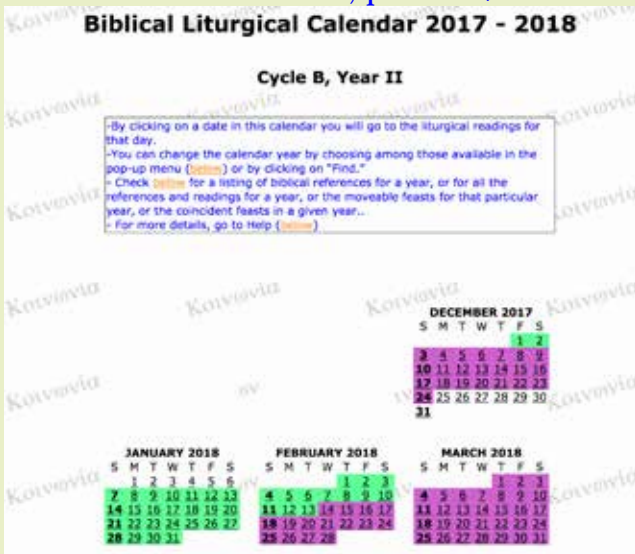 Biblical Liturgical Calendar 2017 - 2018
Cycle B, Year II
-By clicking on a date in this calendar you will go to the liturgical readings for
that day.
-You can change the calendar year by choosing among those available in the
pop-up menu (below) or by clicking on "Find."
- Check below for a listing of biblical references for a year, or for all the
references and readings for a year, or the moveable feasts for that particular
year, or the coincident feasts in a given year..
- For more details, go to Help (below)
Κοινωνία
DECEMBER 2017
S M T W T F S
1 2
3 4 5 6 7 8 9
10 11 12 13 14 15 16
17 18 19 20 21 22 23
24 25 26 27 28 29 30
31
JANUARY 2018
S M T W T F S
1 2 3 4 5 6
7 8 9 10 11 12 13
14 15 16 17 18 19 20
21 22 23 24 25 26 27
28 29 30 31
FEBRUARY 2018
S M T W T F S
1 2 3
4 5 6 7 8 9 10
11 12 13 14 15 16 17
18 19 20 21 22 23 24
25 26 27 28
MARCH 2018
S M T W T F S
1 2 3
4 5 6 7 8 9 10
11 12 13 14 15 16 17
18 19 20 21 22 23 24
25 26 27 28 29 30 31